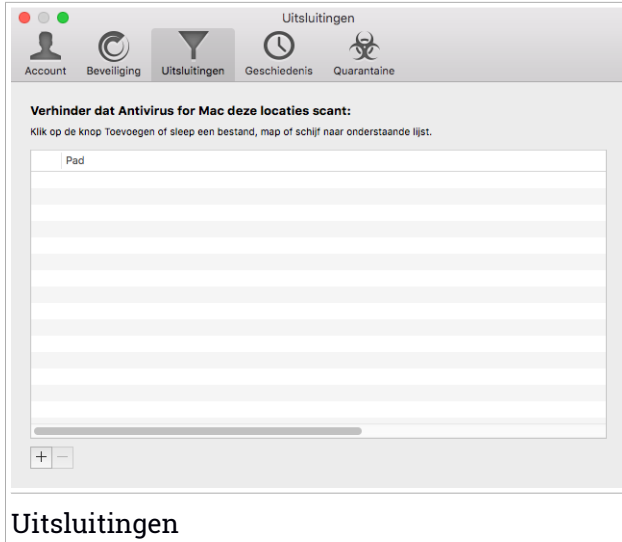 Uitsluitingen
Account Beveiliging Uitsluitingen Geschiedenis Quarantaine
Verhinder dat Antivirus for Mac deze locaties scant:
Klik op de knop Toevoegen of sleep een bestand, map of schijf naar onderstaande lijst.
Pad
Uitsluitingen